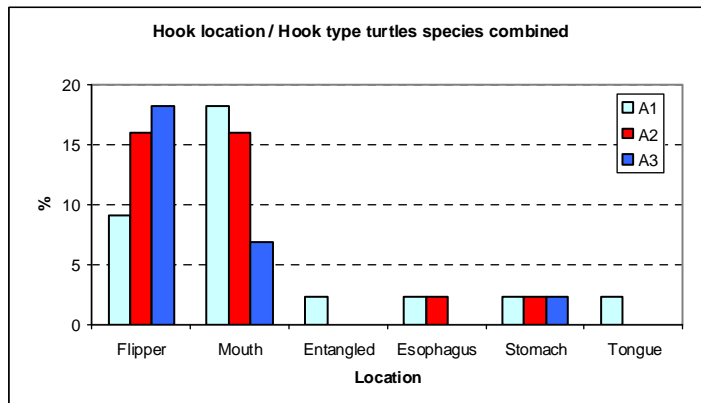 Hook location / Hook type turtles species combined
20
15
10
5
0
%
A1
A2
A3
Flipper Mouth Entangled Esophagus Stomach Tongue
Location